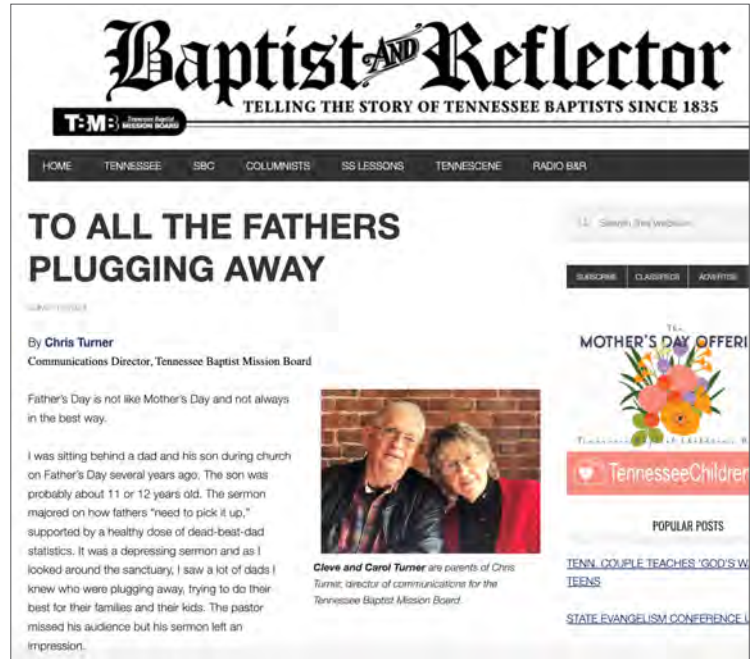 Baptist AND Reflector
TELLING THE STORY OF TENNESSEE BAPTISTS SINCE 1835
TBMB Tennessee Baptist
MISSION BOARD
HOME TENNESSEE SBC COLUMNISTS SS LESSONS TENNESCENE RADIO B&R
TO ALL THE FATHERS
PLUGGING AWAY
Search this website
SUBSCRIBE CLASSIFIEDS ADVERTISE
By Chris Turner
Communications Director, Tennessee Baptist Mission Board
Father's Day is not like Mother's Day and not always
in the best way.
I was sitting behind a dad and his son during church
on Father's Day several years ago. The son was
probably about 11 or 12 years old. The sermon
majored on how fathers "need to pick it up,"
supported by a healthy dose of dead-beat-dad
statistics. It was a depressing sermon and as I
looked around the sanctuary, I saw a lot of dads I
knew who were plugging away, trying to do their
best for their families and their kids. The pastor
missed his audience but his sermon left an
impression.
Cleve and Carol Turner are parents of Chris
Turner, director of communications for the
Tennessee Baptist Mission Board.
THE
MOTHER'S DAY OFFERI
TennesseeChildren
POPULAR POSTS
TENN. COUPLE TEACHES 'GOD'S W
TEENS
STATE EVANGELISM CONFERENCE